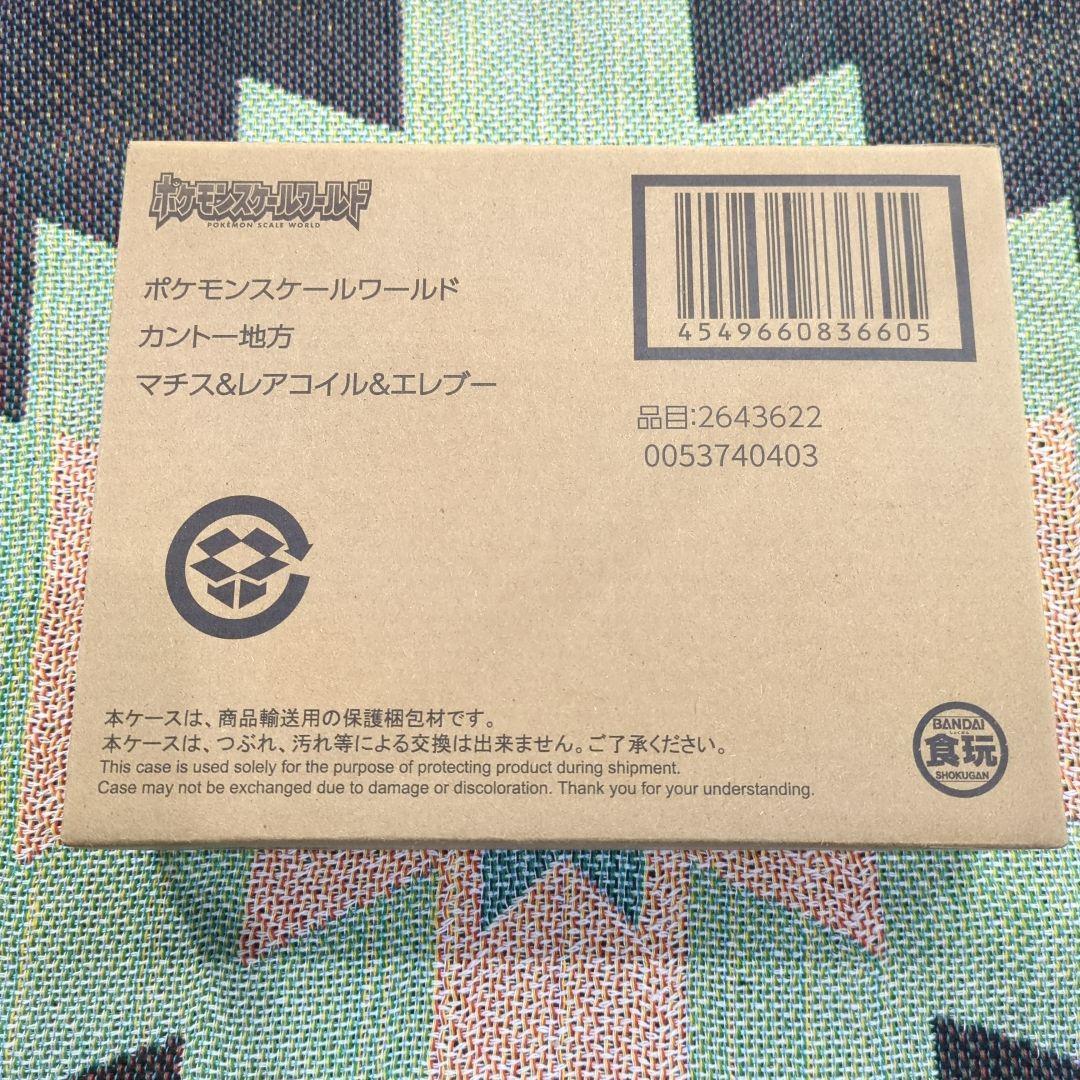 ポケモンスケールワールド
POKÉMON SCALE WORLD
ポケモンスケールワールド
カントー地方
マチス&レアコイル&エレブー
4549660836605
品目:2643622
0053740403
本ケースは、商品輸送用の保護梱包材です。
本ケースは、つぶれ、汚れ等による交換は出来ません。ご了承ください。
This case is used solely for the purpose of protecting product during shipment.
Case may not be exchanged due to damage or discoloration. Thank you for your understanding.
BANDAI
しょくがん
食玩
SHOKUGAN